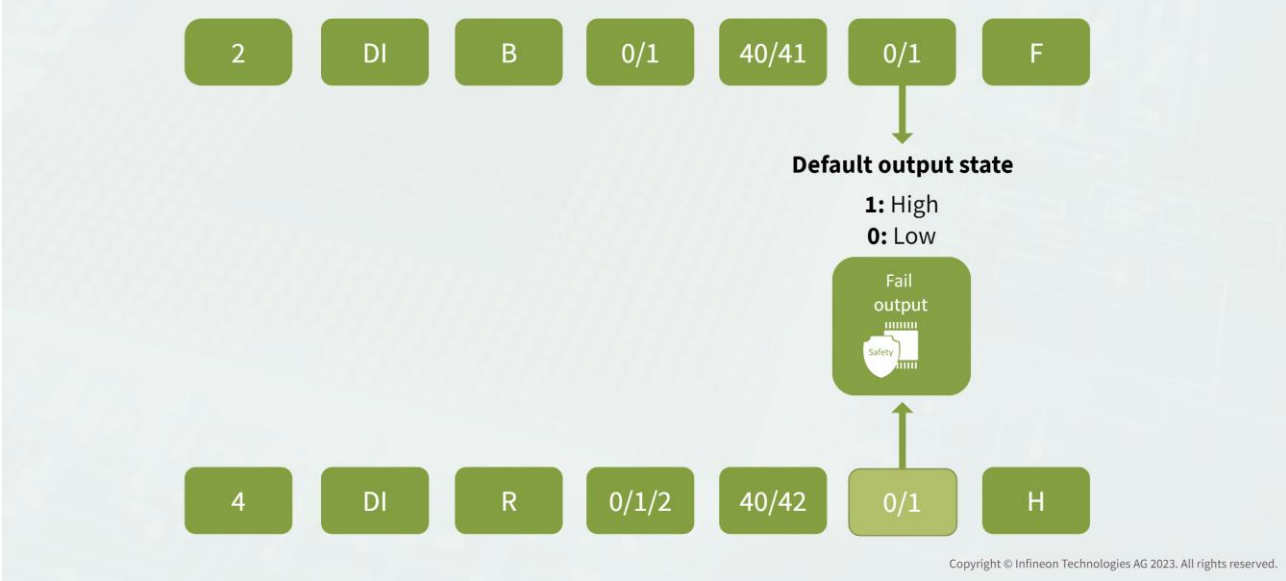 2 DI B 0/1 40/41 0/1 F
Default output state
1: High
0: Low
Fail
output
Safety
4 DI R 0/1/2 40/42 0/1 H
Copyright © Infineon Technologies AG 2023. All rights reserved.